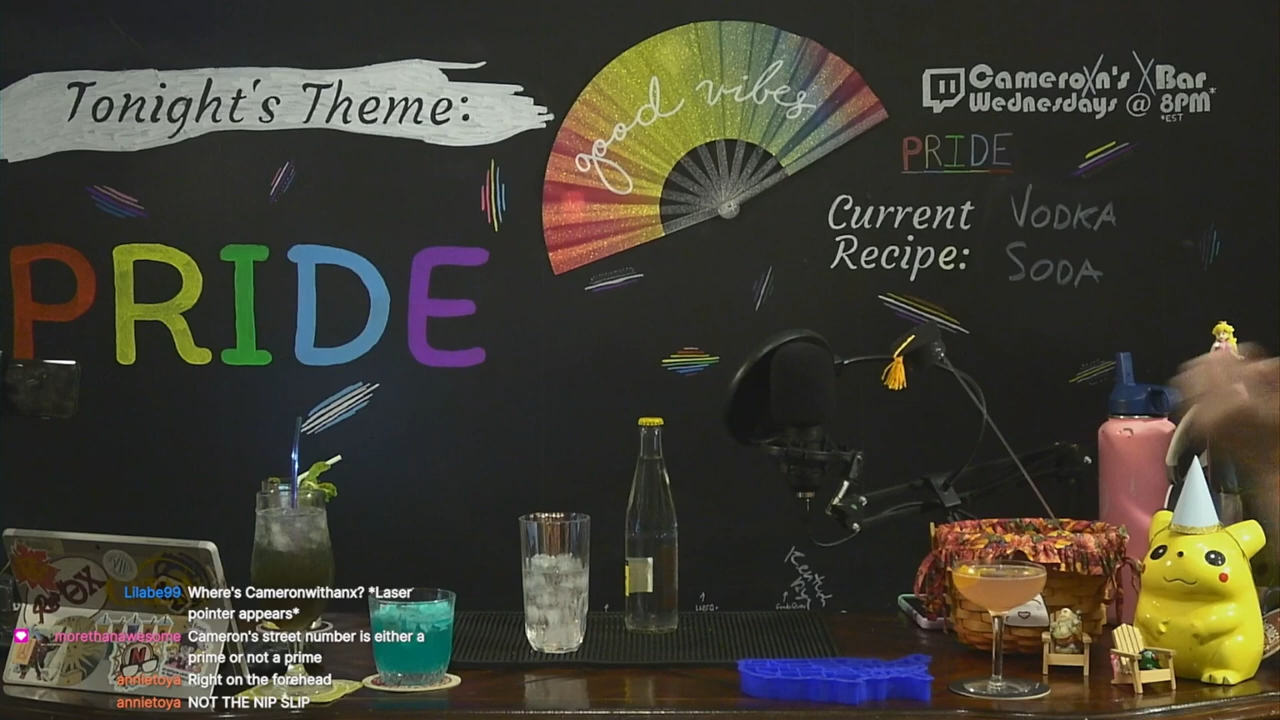 Tonight's Theme:
PRIDE
good vibes
CameroXn's XBar
Wednesdays @ 8PM*
*EST
PRIDE
Current
Recipe:
VODKA
SODA
Lilabe99 Where's Cameronwithanx? *Laser
pointer appears*
morethanawesome Cameron's street number is either a
prime or not a prime
annietoya Right on the forehead
annietoya NOT THE NIP SLIP